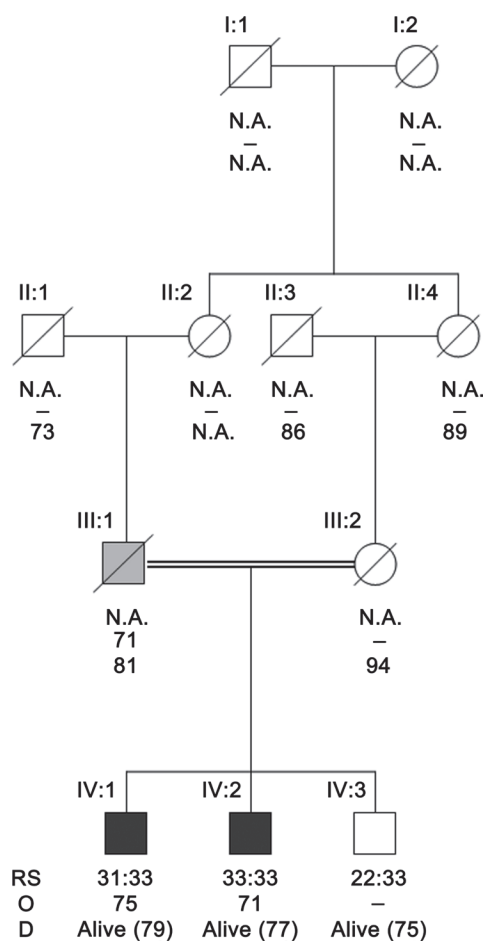 I:1 I:2
N.A. N.A.
– –
N.A. N.A.
II:1 II:2 II:3 II:4
N.A. N.A. N.A. N.A.
– – – –
73 N.A. 86 89
III:1 III:2
N.A. N.A.
71 –
81 94
IV:1 IV:2 IV:3
RS 31:33 33:33 22:33
O 75 71 –
D Alive (79) Alive (77) Alive (75)